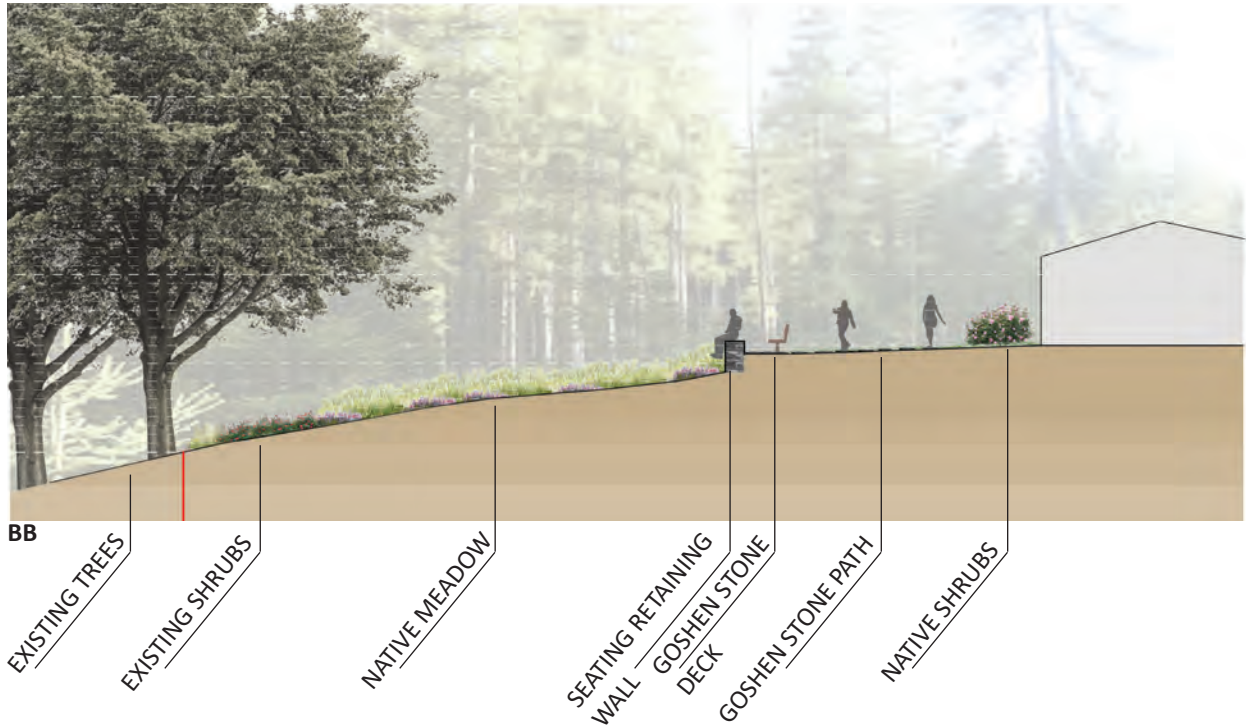 BB
EXISTING TREES
EXISTING SHRUBS
NATIVE MEADOW
SEATING RETAINING
WALL
GOSHEN STONE
DECK
GOSHEN STONE PATH
NATIVE SHRUBS